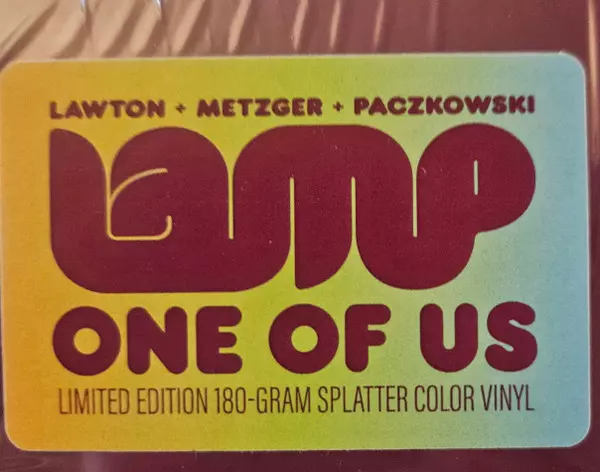 LAWTON + METZGER + PACZKOWSKI
LAMP
ONE OF US
LIMITED EDITION 180-GRAM SPLATTER COLOR VINYL